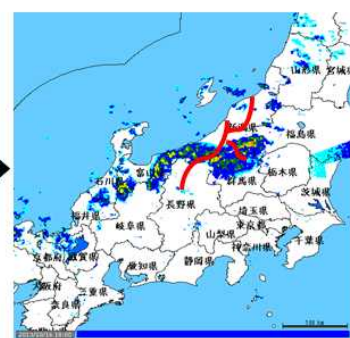 山形県 宮城県
新潟県
福島県
石川県 富山
群馬県 栃木県
茨城県
長野県
福井県
岐阜県
埼玉県
東京都
山梨県
京都府 滋賀県
神奈川県 千葉県
愛知県 静岡県
大阪府 三重県
奈良県
100 km